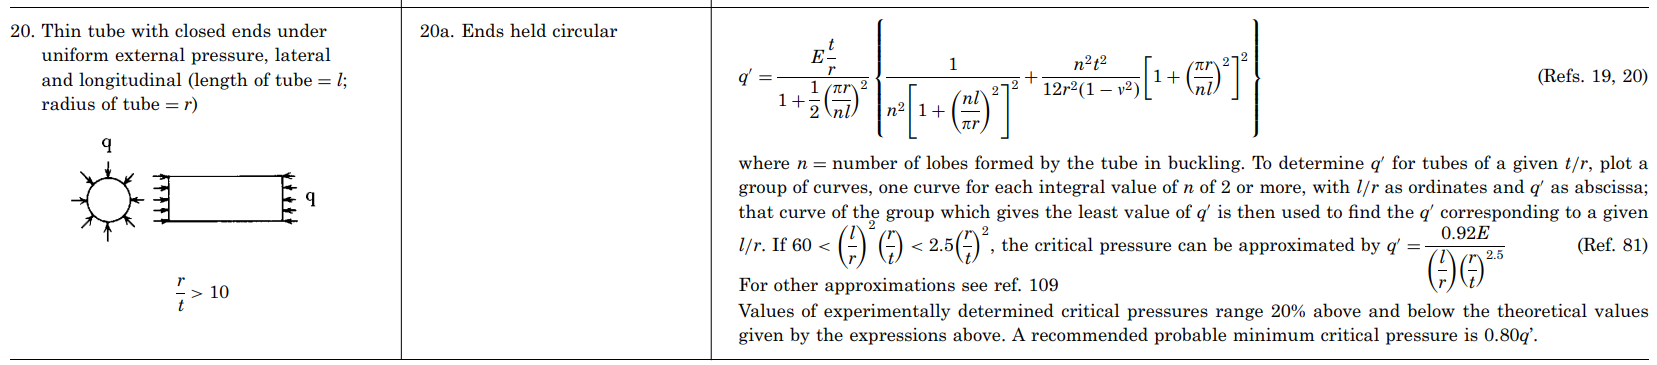 20. Thin tube with closed ends under
uniform external pressure, lateral
and longitudinal (length of tube = l;
radius of tube = r)
q
q
r/t > 10
20a. Ends held circular
q′ = (E t/r) / (1 + 1/2 (πr/nl)²) { 1 / (n²[1 + (nl/πr)²]²) + n²t² / (12r²(1 − ν²)) [1 + (πr/nl)²]² } (Refs. 19, 20)
where n = number of lobes formed by the tube in buckling. To determine q′ for tubes of a given t/r, plot a
group of curves, one curve for each integral value of n of 2 or more, with l/r as ordinates and q′ as abscissa;
that curve of the group which gives the least value of q′ is then used to find the q′ corresponding to a given
l/r. If 60 < (l/r)² (r/t) < 2.5(r/t)², the critical pressure can be approximated by q′ = 0.92E / ((l/r)(r/t)^2.5) (Ref. 81)
For other approximations see ref. 109
Values of experimentally determined critical pressures range 20% above and below the theoretical values
given by the expressions above. A recommended probable minimum critical pressure is 0.80q’.